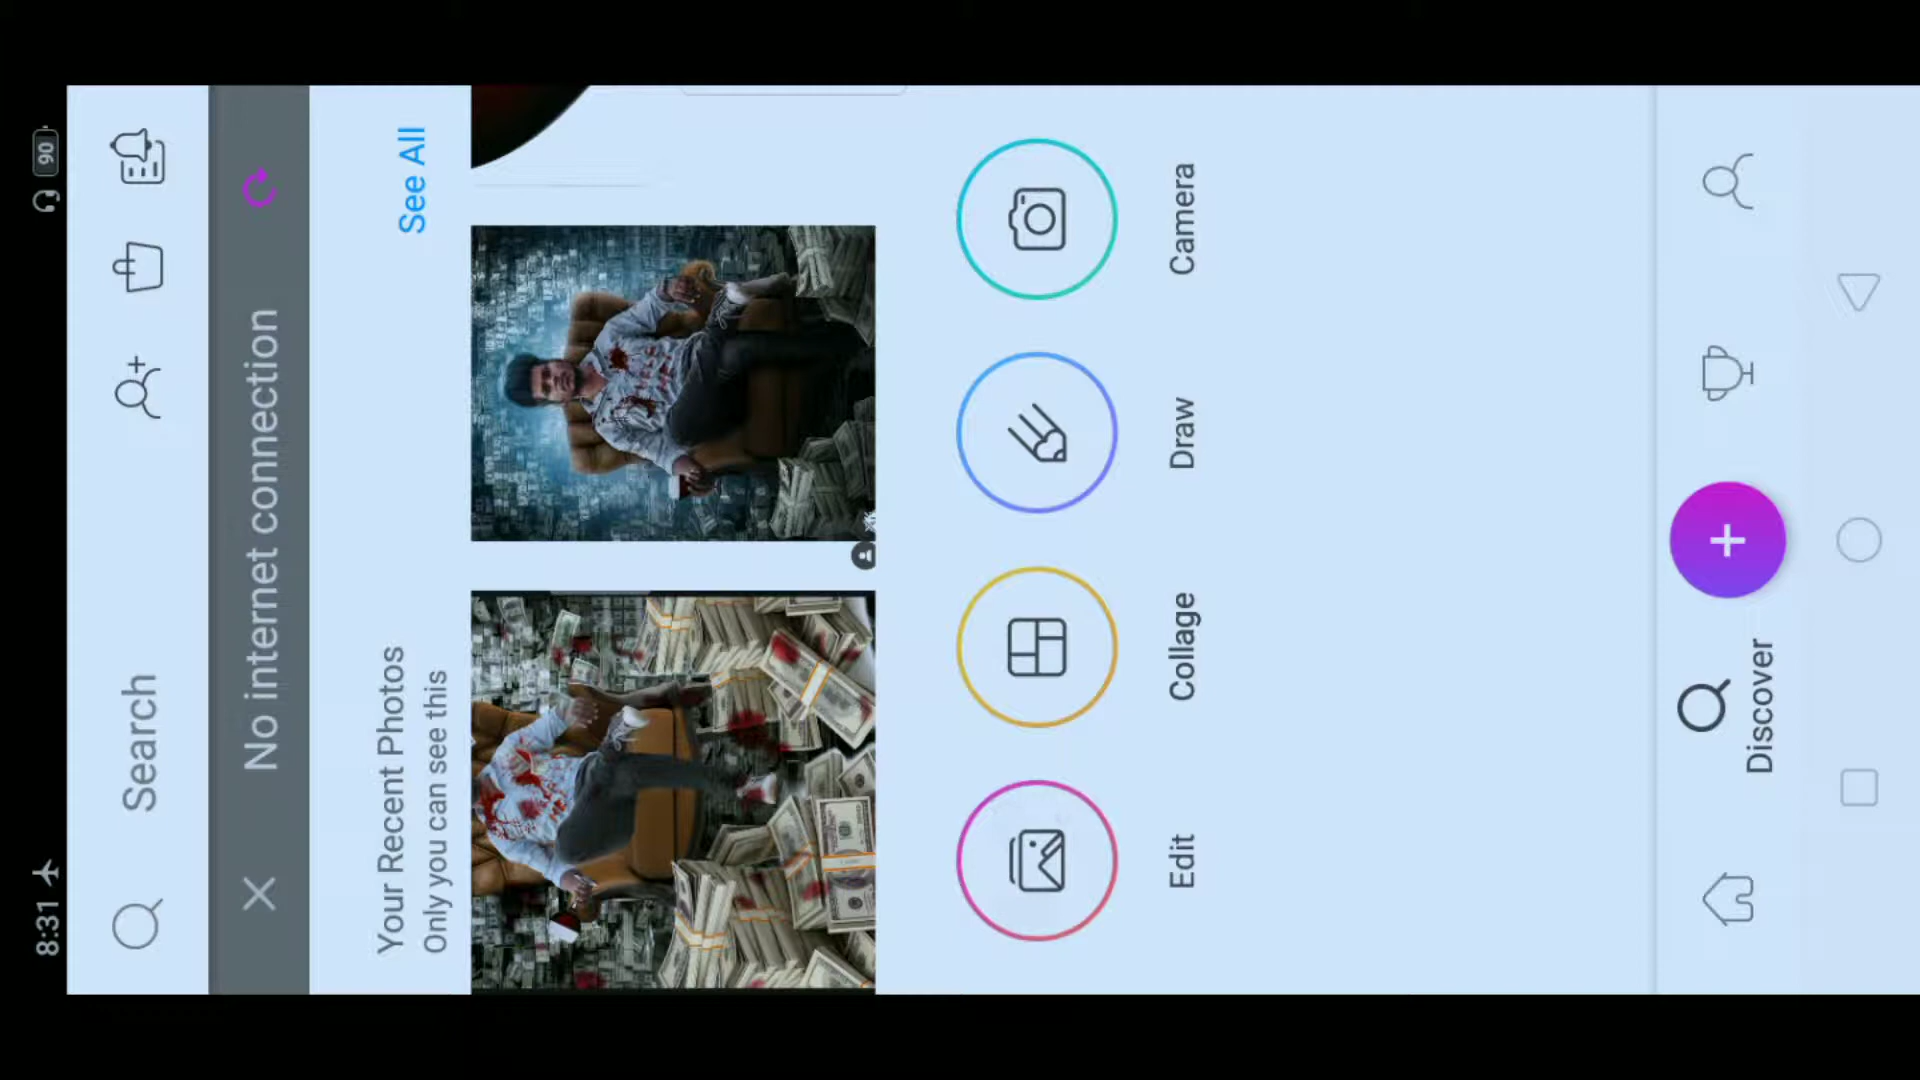 8:31
90
Search
No internet connection
Your Recent Photos
See All
Only you can see this
Edit
Collage
Draw
Camera
Discover